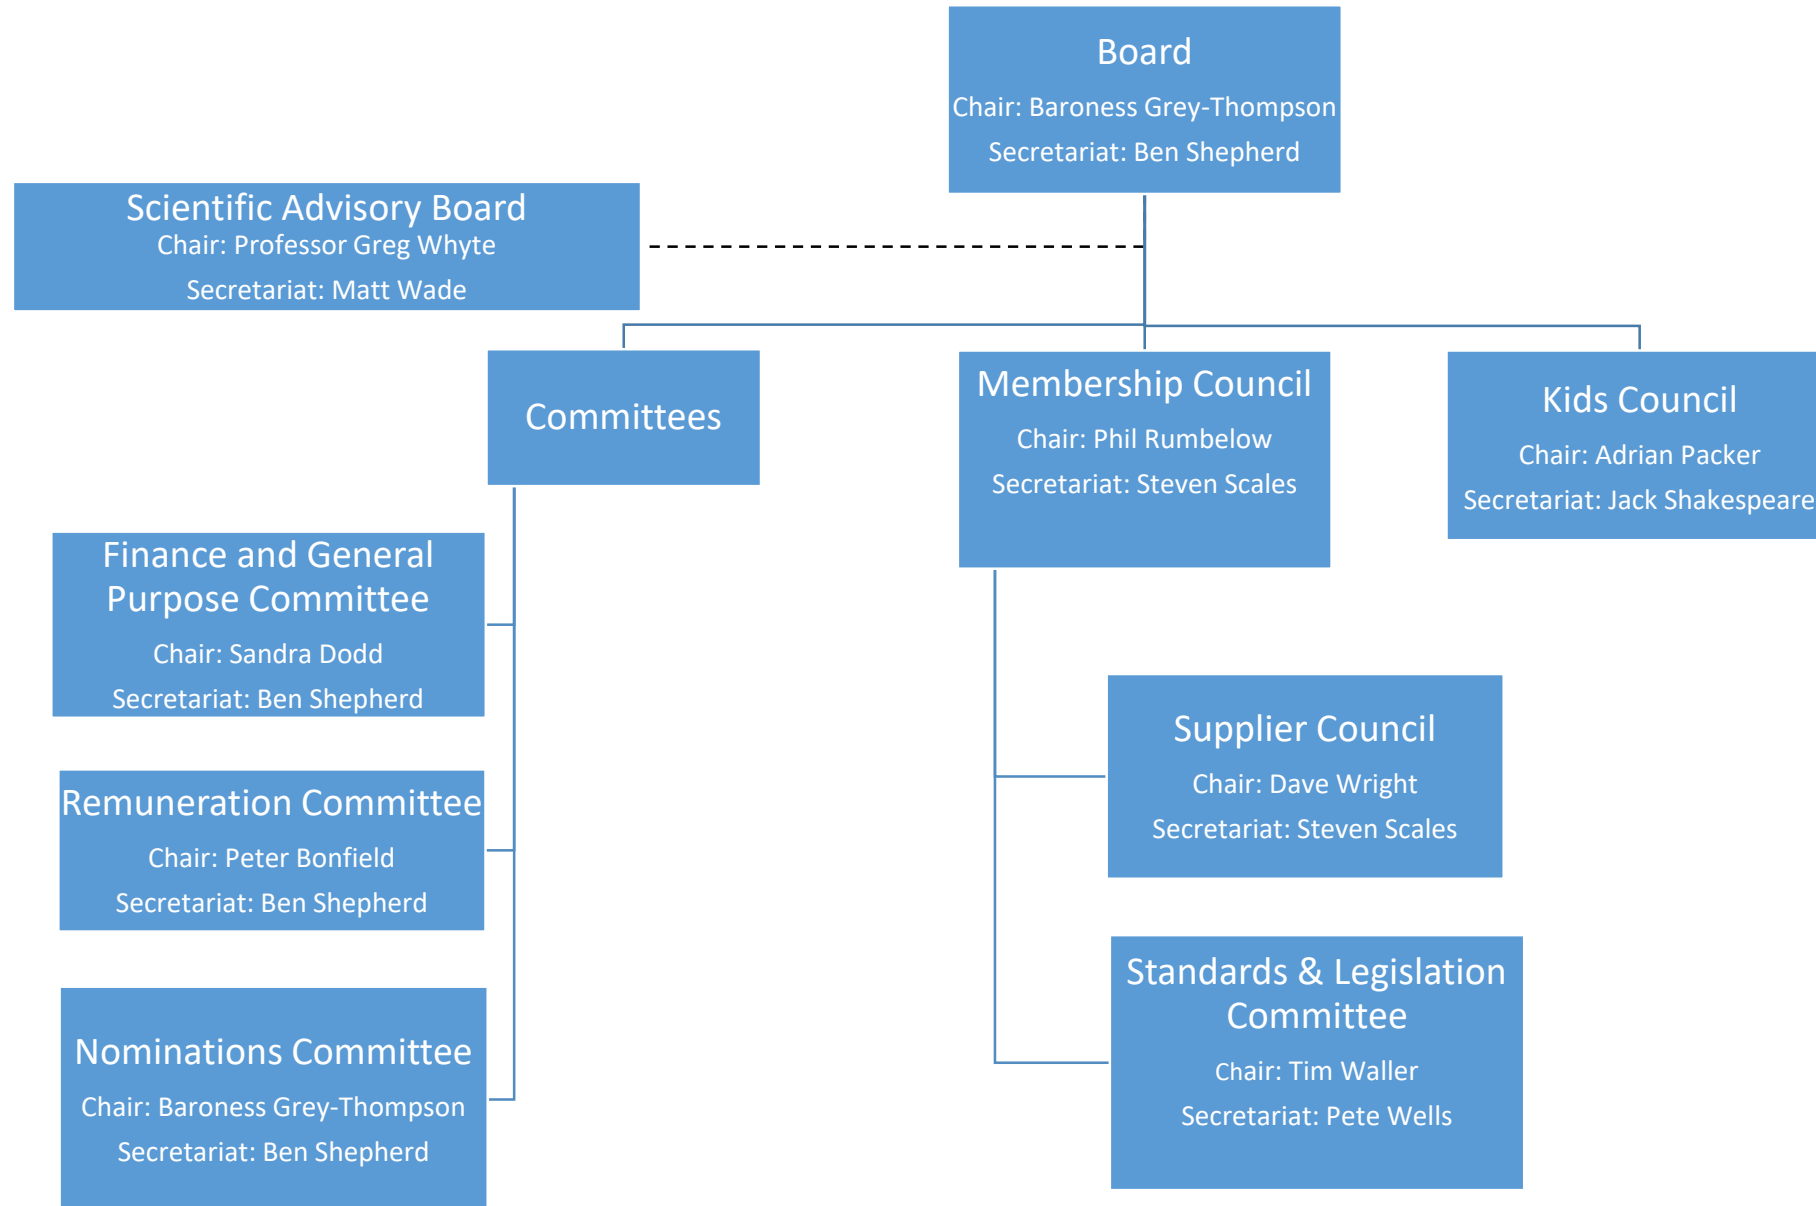 Board
Chair: Baroness Grey-Thompson
Secretariat: Ben Shepherd
Scientific Advisory Board
Chair: Professor Greg Whyte
Secretariat: Matt Wade
Committees
Membership Council
Chair: Phil Rumbelow
Secretariat: Steven Scales
Kids Council
Chair: Adrian Packer
Secretariat: Jack Shakespeare
Finance and General
Purpose Committee
Chair: Sandra Dodd
Secretariat: Ben Shepherd
Remuneration Committee
Chair: Peter Bonfield
Secretariat: Ben Shepherd
Nominations Committee
Chair: Baroness Grey-Thompson
Secretariat: Ben Shepherd
Supplier Council
Chair: Dave Wright
Secretariat: Steven Scales
Standards & Legislation
Committee
Chair: Tim Waller
Secretariat: Pete Wells